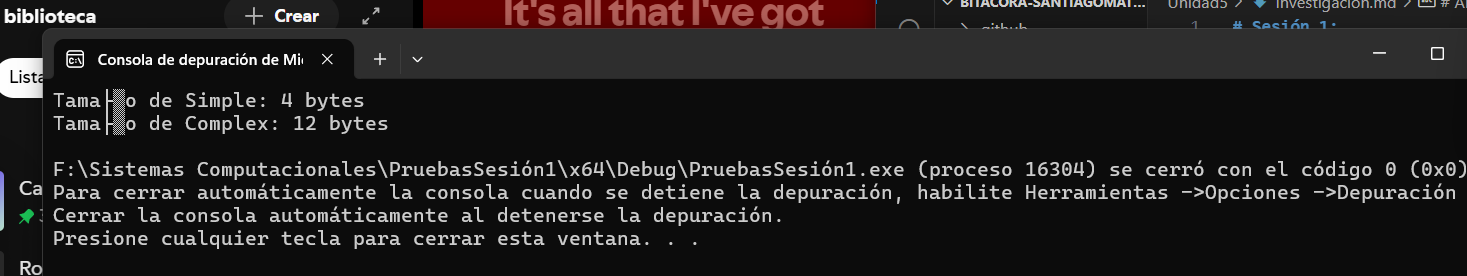 biblioteca
+ Crear
It's all that I've got
BITACORA-SANTIAGOMAT...
github
Unidad5 > Investigacion.md >
1 # Sesión 1:
Lista
Consola de depuración de Mi
Tama├▒o de Simple: 4 bytes
Tama├▒o de Complex: 12 bytes
F:\Sistemas Computacionales\PruebasSesión1\x64\Debug\PruebasSesión1.exe (proceso 16304) se cerró con el código 0 (0x0)
Para cerrar automáticamente la consola cuando se detiene la depuración, habilite Herramientas ->Opciones ->Depuración
Cerrar la consola automáticamente al detenerse la depuración.
Presione cualquier tecla para cerrar esta ventana. . .
Ca
Ro